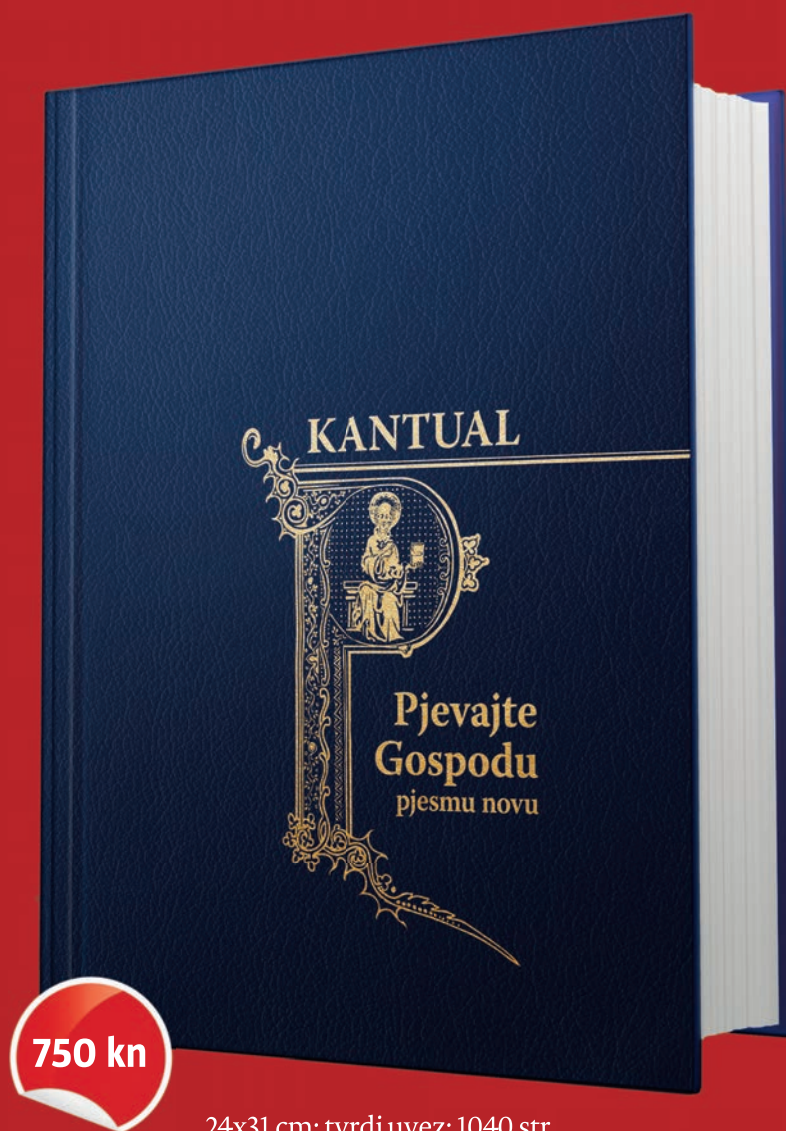 KANTUAL
Pjevajte
Gospodu
pjesmu novu
750 kn
24x31 cm; tvrdi uvez; 1040 str.